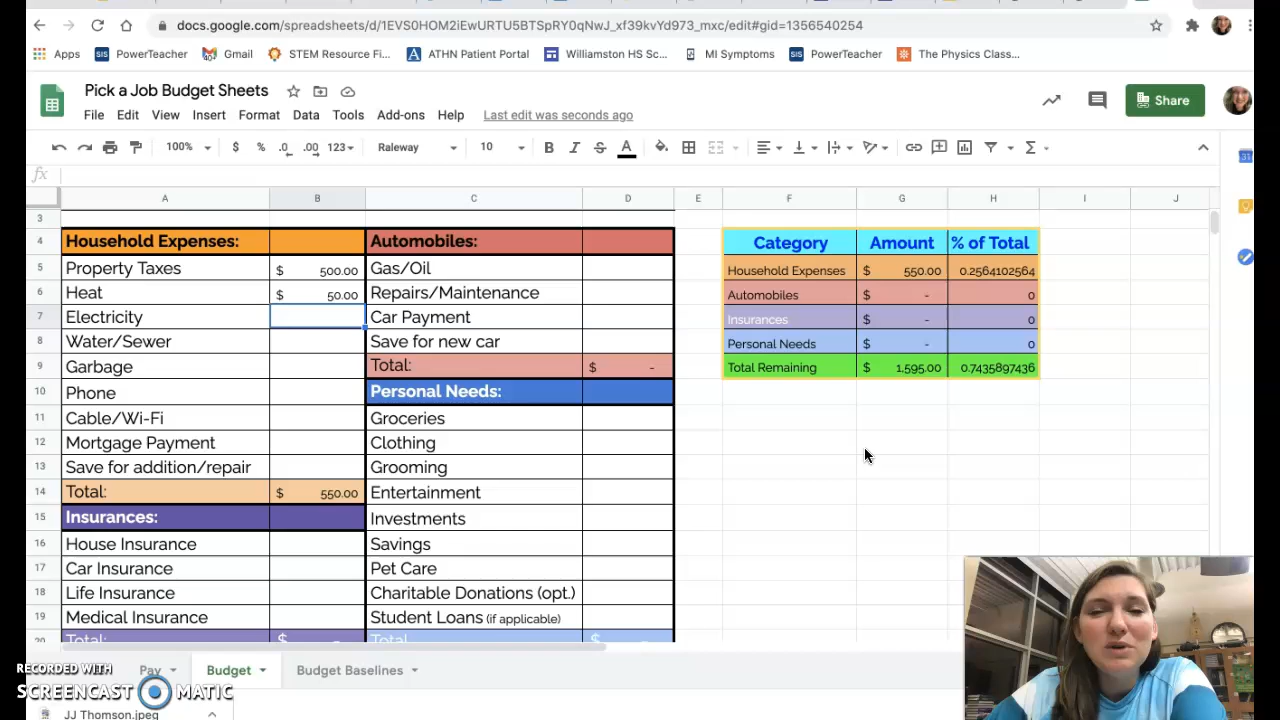 docs.google.com/spreadsheets/d/1EVS0HOM2iEwURTU5BTSpRY0qNwJ_xf39kvYd973_mxc/edit#gid=1356540254
Apps PowerTeacher Gmail STEM Resource Fi... ATHN Patient Portal Williamston HS Sc... MI Symptoms PowerTeacher The Physics Class...
Pick a Job Budget Sheets
Share
File Edit View Insert Format Data Tools Add-ons Help Last edit was seconds ago
100% $ % .0 .00 123 Raleway 10 B I S A
fx
A B C D E F G H I J
3
4 Household Expenses: Automobiles: Category Amount % of Total
5 Property Taxes $ 500.00 Gas/Oil Household Expenses $ 550.00 0.2564102564
6 Heat $ 50.00 Repairs/Maintenance Automobiles $ - 0
7 Electricity Car Payment Insurances $ - 0
8 Water/Sewer Save for new car Personal Needs $ - 0
9 Garbage Total: $ - Total Remaining $ 1,595.00 0.7435897436
10 Phone Personal Needs:
11 Cable/Wi-Fi Groceries
12 Mortgage Payment Clothing
13 Save for addition/repair Grooming
14 Total: $ 550.00 Entertainment
15 Insurances: Investments
16 House Insurance Savings
17 Car Insurance Pet Care
18 Life Insurance Charitable Donations (opt.)
19 Medical Insurance Student Loans (if applicable)
20 Total: $ - Total $ -
Pay Budget Budget Baselines
RECORDED WITH
SCREENCAST MATIC
JJ Thomson.jpeg